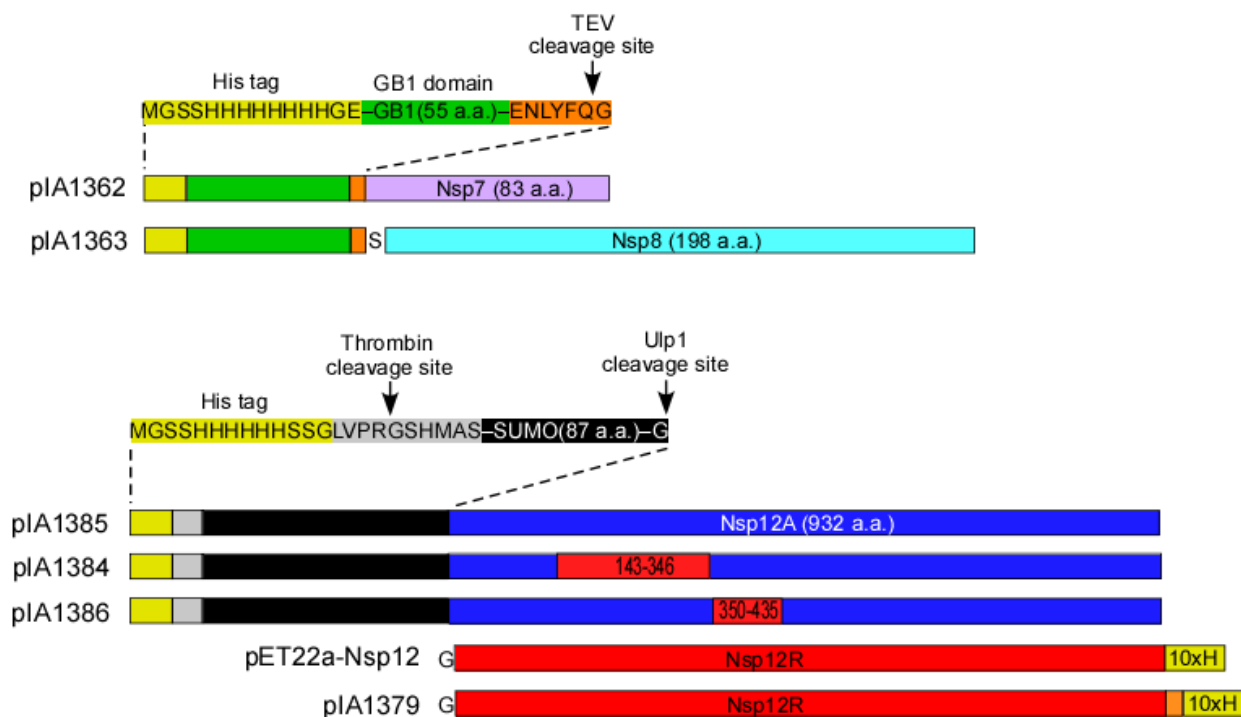 TEV
cleavage site
His tag GB1 domain
MGSSHHHHHHHHGE–GB1(55 a.a.)–ENLYFQG
pIA1362 Nsp7 (83 a.a.)
pIA1363 S Nsp8 (198 a.a.)
Thrombin
cleavage site
Ulp1
cleavage site
His tag
MGSSHHHHHHSSGLVPRGSHMAS–SUMO(87 a.a.)–G
pIA1385 Nsp12A (932 a.a.)
pIA1384 143-346
pIA1386 350-435
pET22a-Nsp12 G Nsp12R 10xH
pIA1379 G Nsp12R 10xH